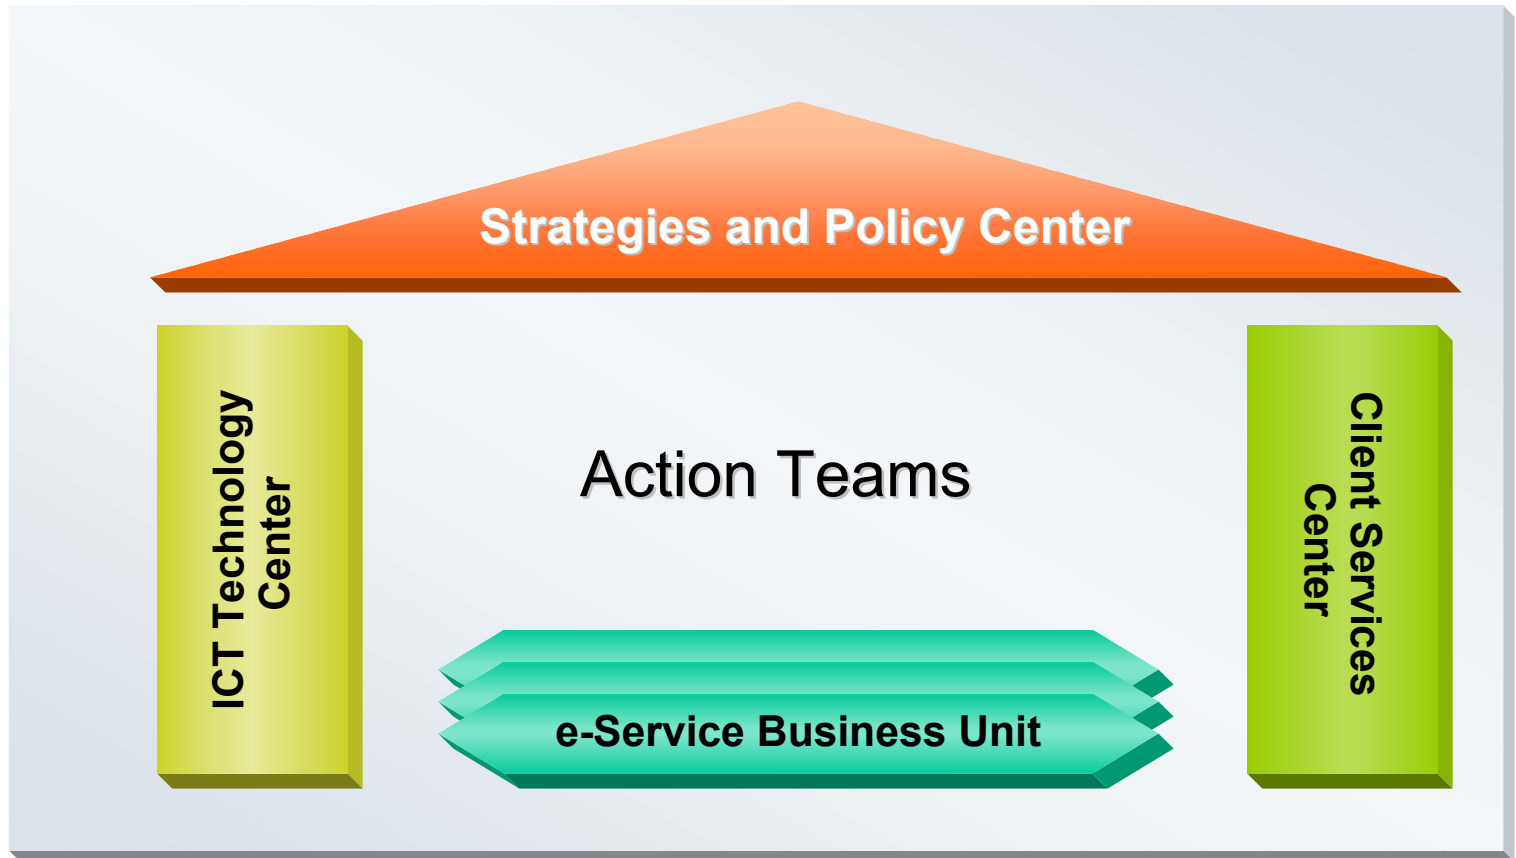 Strategies and Policy Center
ICT Technology
Center
Action Teams
Client Services
Center
e-Service Business Unit